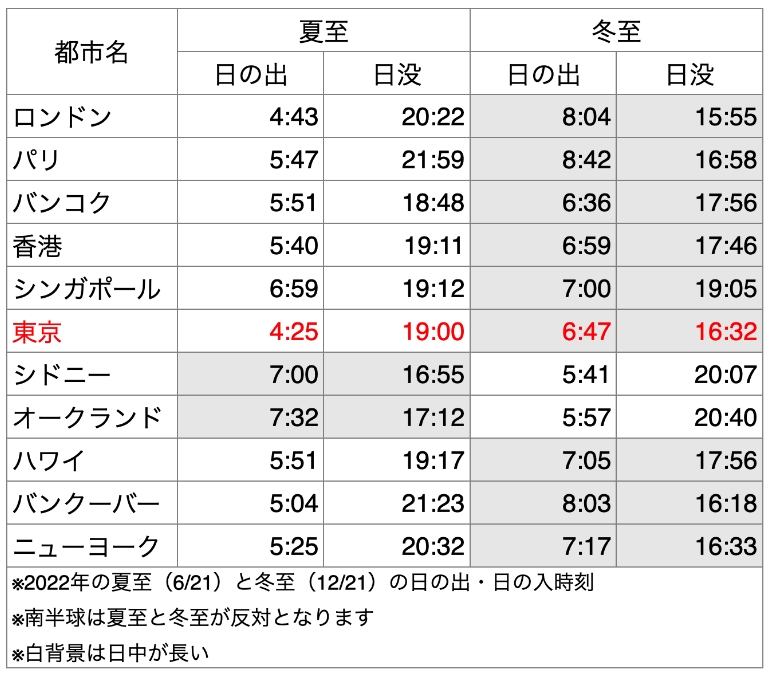 都市名 夏至 冬至
日の出 日没 日の出 日没
ロンドン 4:43 20:22 8:04 15:55
パリ 5:47 21:59 8:42 16:58
バンコク 5:51 18:48 6:36 17:56
香港 5:40 19:11 6:59 17:46
シンガポール 6:59 19:12 7:00 19:05
東京 4:25 19:00 6:47 16:32
シドニー 7:00 16:55 5:41 20:07
オークランド 7:32 17:12 5:57 20:40
ハワイ 5:51 19:17 7:05 17:56
バンクーバー 5:04 21:23 8:03 16:18
ニューヨーク 5:25 20:32 7:17 16:33
※2022年の夏至（6/21）と冬至（12/21）の日の出・日の入時刻
※南半球は夏至と冬至が反対となります
※白背景は日中が長い